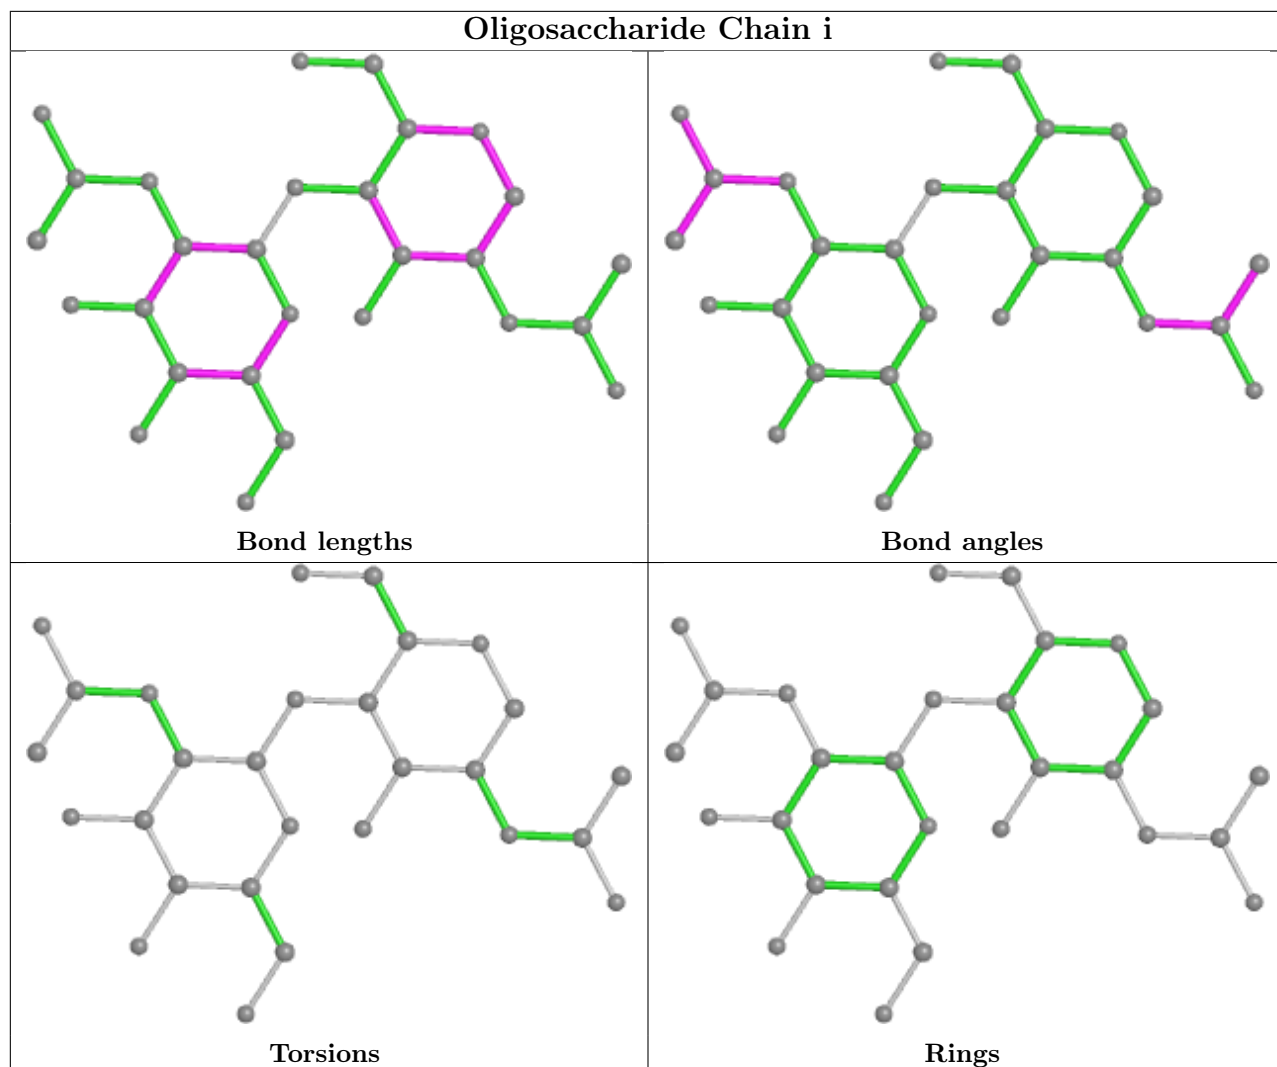 Oligosaccharide Chain i
Bond lengths
Bond angles
Torsions
Rings